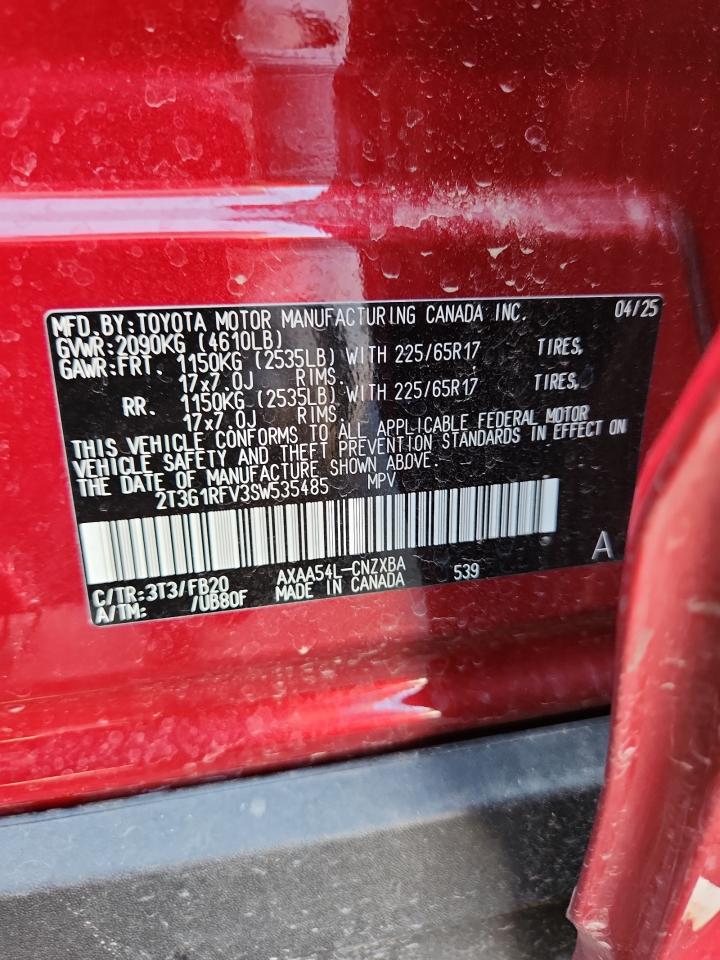 MFD.BY:TOYOTA MOTOR MANUFACTURING CANADA INC. 04/25
GVWR:2090KG (4610LB)
GAWR:FRT. 1150KG (2535LB) WITH 225/65R17 TIRES,
17x7.0J RIMS.
RR. 1150KG (2535LB) WITH 225/65R17 TIRES,
17x7.0J RIMS.
THIS VEHICLE CONFORMS TO ALL APPLICABLE FEDERAL MOTOR
VEHICLE SAFETY AND THEFT PREVENTION STANDARDS IN EFFECT ON
THE DATE OF MANUFACTURE SHOWN ABOVE.
2T3G1RFV3SW535485 MPV
A
C/TR:3T3/FB20 AXAA54L-CNZXBA 539
A/TM: /UB80F MADE IN CANADA